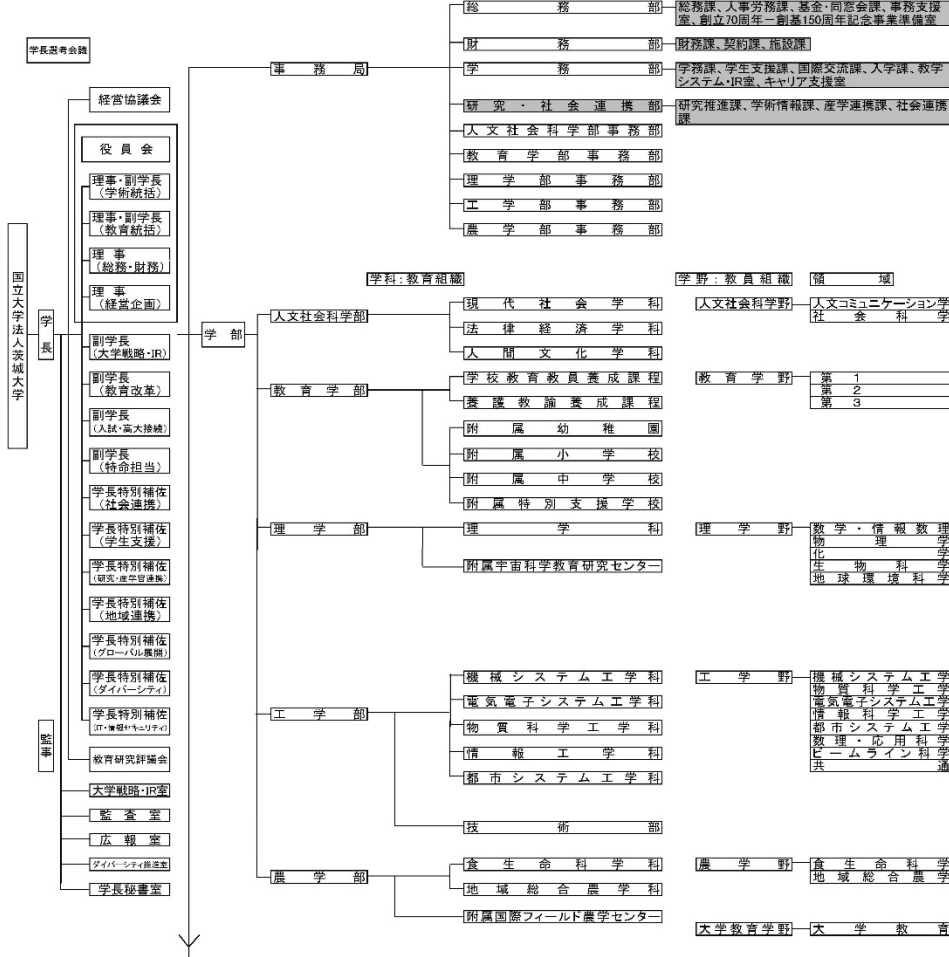 学長選考会議
国立大学法人茨城大学
学長
監事
経営協議会
役員会
理事・副学長
(学術統括)
理事・副学長
(教育統括)
理事
(総務・財務)
理事
(経営企画)
副学長
(大学戦略・IR)
副学長
(教育改革)
副学長
(入試・高大接続)
副学長
(特命担当)
学長特別補佐
(社会連携)
学長特別補佐
(学生支援)
学長特別補佐
(研究・産学官連携)
学長特別補佐
(地域連携)
学長特別補佐
(グローバル展開)
学長特別補佐
(ダイバーシティ)
学長特別補佐
(IT・情報セキュリティ)
教育研究評議会
大学戦略・IR室
監査室
広報室
ダイバーシティ推進室
学長秘書室
事務局
総務部
総務課、人事労務課、基金・同窓会課、事務支援
室、創立70周年－創基150周年記念事業準備室
財務部
財務課、契約課、施設課
学務部
学務課、学生支援課、国際交流課、入学課、教学
システム・IR室、キャリア支援室
研究・社会連携部
研究推進課、学術情報課、産学連携課、社会連携
課
人文社会科学部事務部
教育学部事務部
理学部事務部
工学部事務部
農学部事務部
学科：教育組織
学野：教員組織
領域
学部
人文社会科学部
現代社会学科
法律経済学科
人間文化学科
人文社会科学野
人文コミュニケーション学
社会科学
教育学部
学校教育教員養成課程
養護教諭養成課程
附属幼稚園
附属小学校
附属中学校
附属特別支援学校
教育学野
第1
第2
第3
理学部
理学科
附属宇宙科学教育研究センター
理学野
数学・情報数理
物理学
化学
生物科学
地球環境科学
工学部
機械システム工学科
電気電子システム工学科
物質科学工学科
情報工学科
都市システム工学科
技術部
工学野
機械システム工学
物質科学工学
電気電子システム工学
情報科学工学
都市システム工学
数理・応用科学
ビームライン科学
共通
農学部
食生命科学科
地域総合農学科
附属国際フィールド農学センター
農学野
食生命科学
地域総合農学
大学教育学野
大学教育